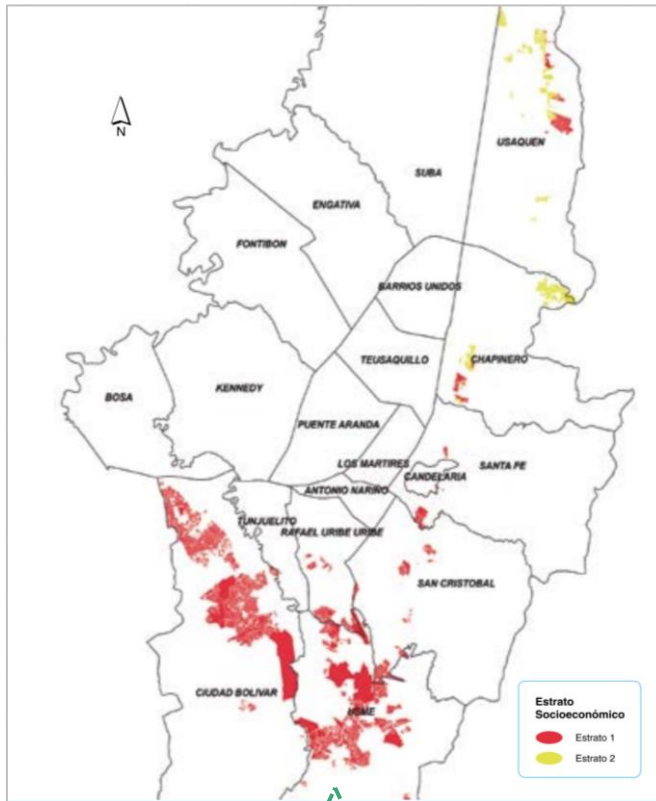 N
USAQUEN
SUBA
ENGATIVA
FONTIBON
BARRIOS UNIDOS
TEUSAQUILLO
CHAPINERO
BOSA
KENNEDY
PUENTE ARANDA
LOS MARTIRES
SANTA FE
CANDELARIA
ANTONIO NARIÑO
TUNJUELITO
RAFAEL URIBE URIBE
SAN CRISTOBAL
CIUDAD BOLIVAR
USME
Estrato
Socioeconómico
Estrato 1
Estrato 2